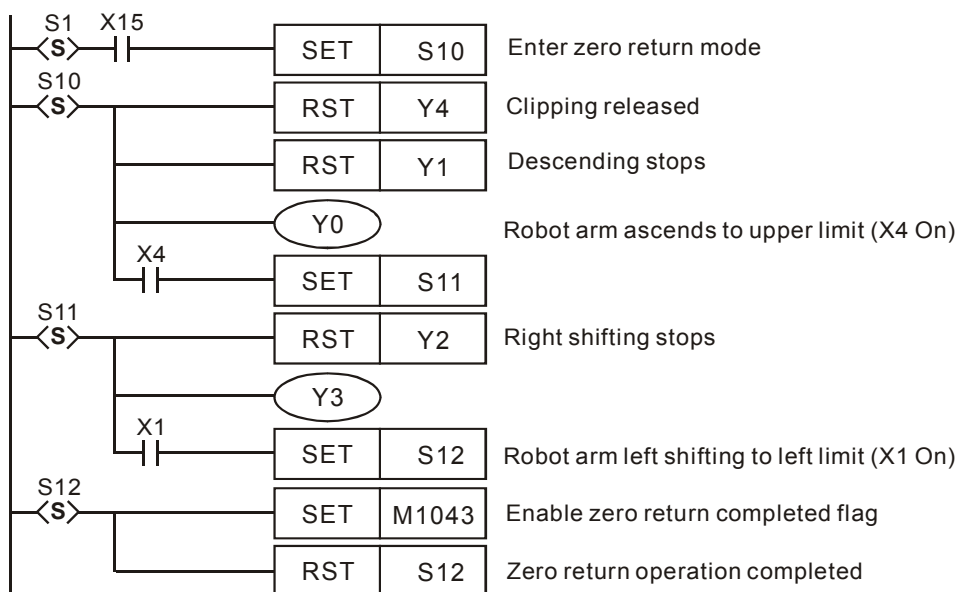 S1 X15
S SET S10 Enter zero return mode
S10
S RST Y4 Clipping released
RST Y1 Descending stops
Y0 Robot arm ascends to upper limit (X4 On)
X4
SET S11
S11
S RST Y2 Right shifting stops
Y3
X1
SET S12 Robot arm left shifting to left limit (X1 On)
S12
S SET M1043 Enable zero return completed flag
RST S12 Zero return operation completed